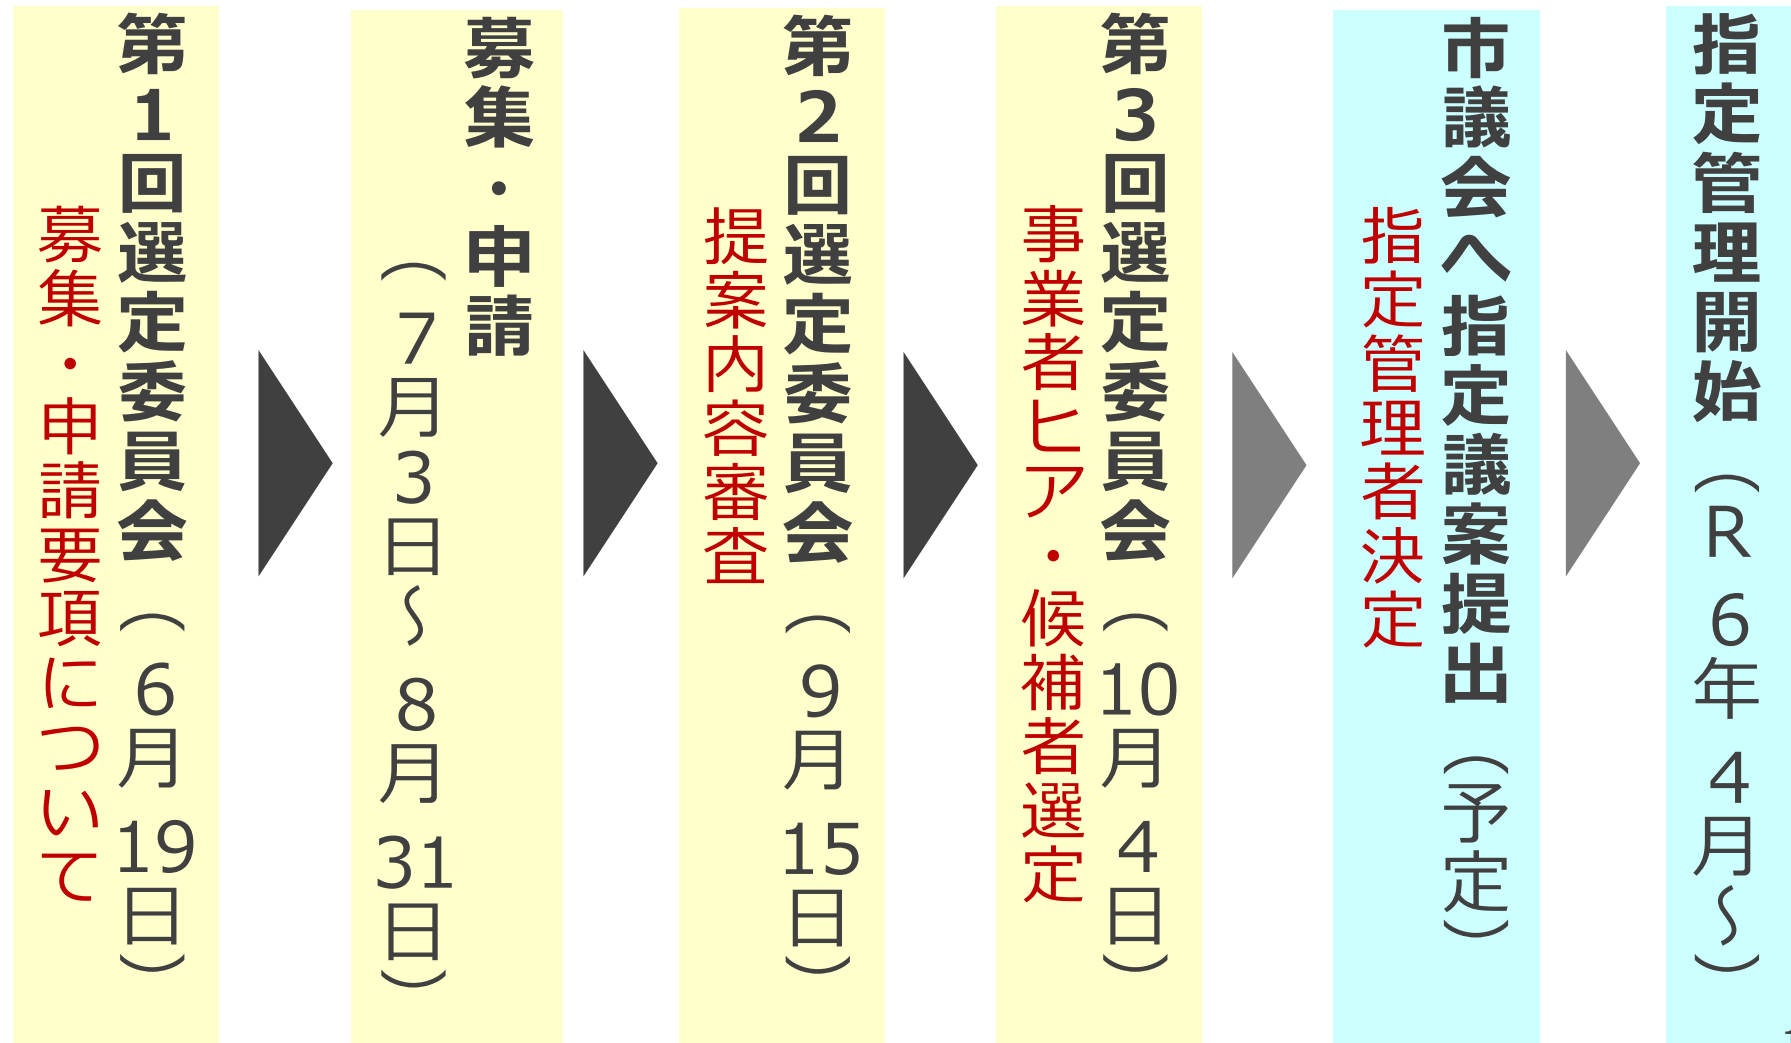 第1回選定委員会（6月19日）
募集・申請要項について
募集・申請
（7月3日～8月31日）
第2回選定委員会（9月15日）
提案内容審査
第3回選定委員会（10月4日）
事業者ヒア・候補者選定
市議会へ指定議案提出（予定）
指定管理者決定
指定管理開始（R6年4月～）